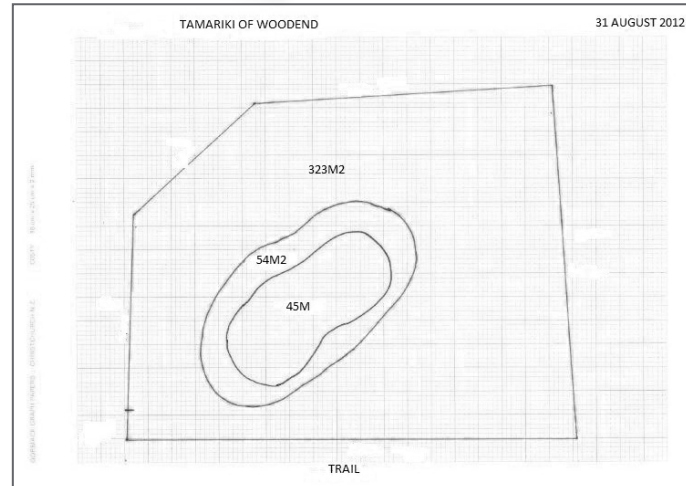 TAMARIKI OF WOODEND
31 AUGUST 2012
323M2
54M2
45M
TRAIL